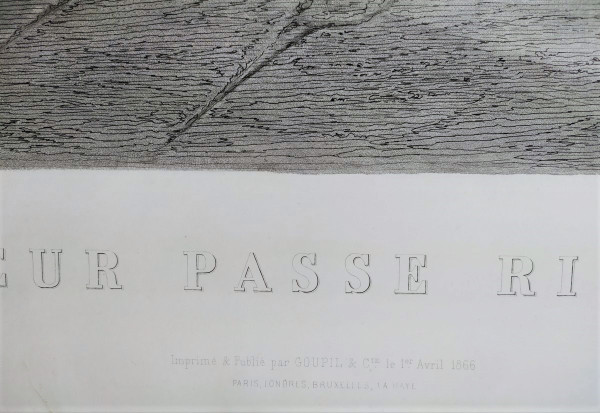 EUR PASSE RI
Imprimé & Publié par GOUPIL & Cie le 1er Avril 1866
PARIS, LONDRES, BRUXELLES, LA HAYE